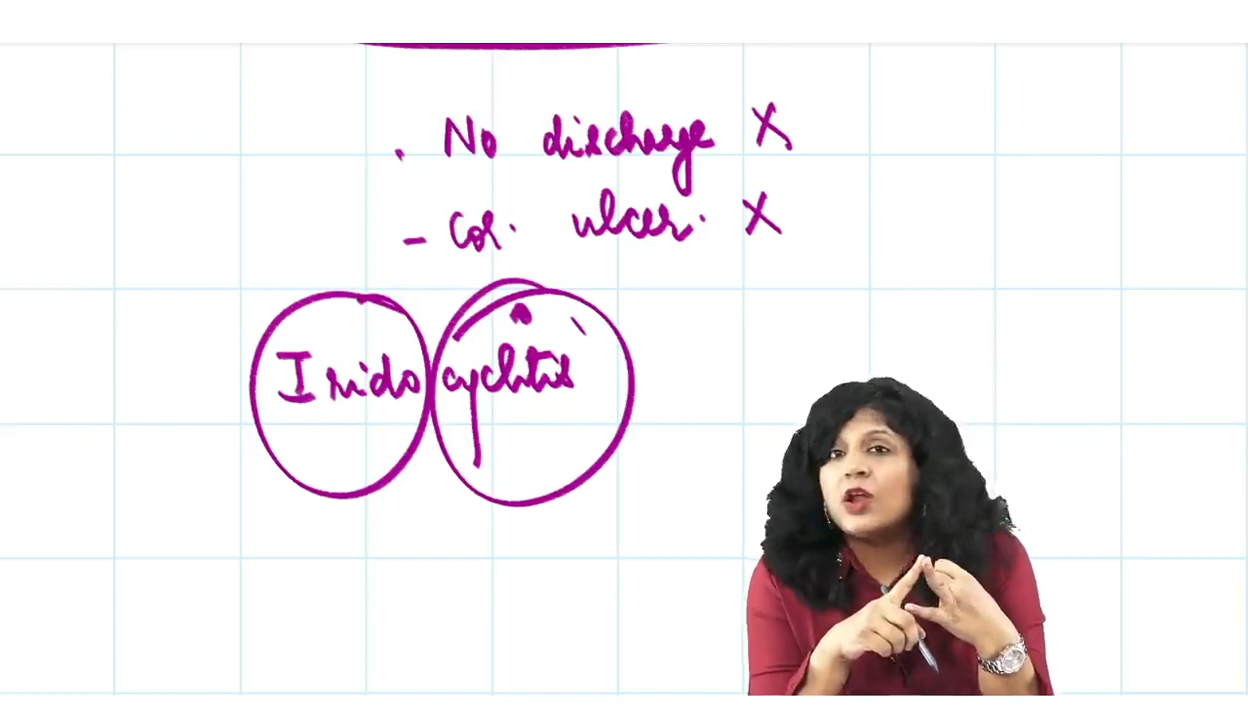 . No discharge X
- Cor. ulcer. X
Irido cyclitis